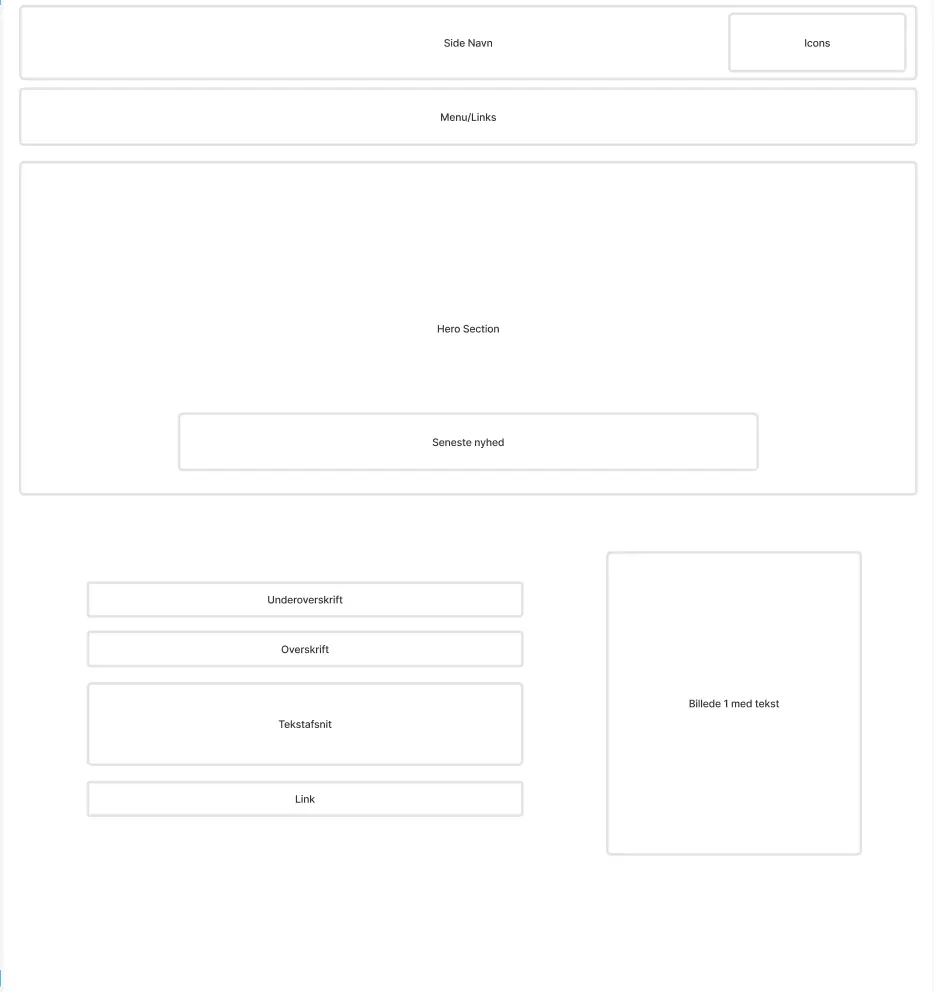 Side Navn
Icons
Menu/Links
Hero Section
Seneste nyhed
Underoverskrift
Overskrift
Tekstafsnit
Link
Billede 1 med tekst